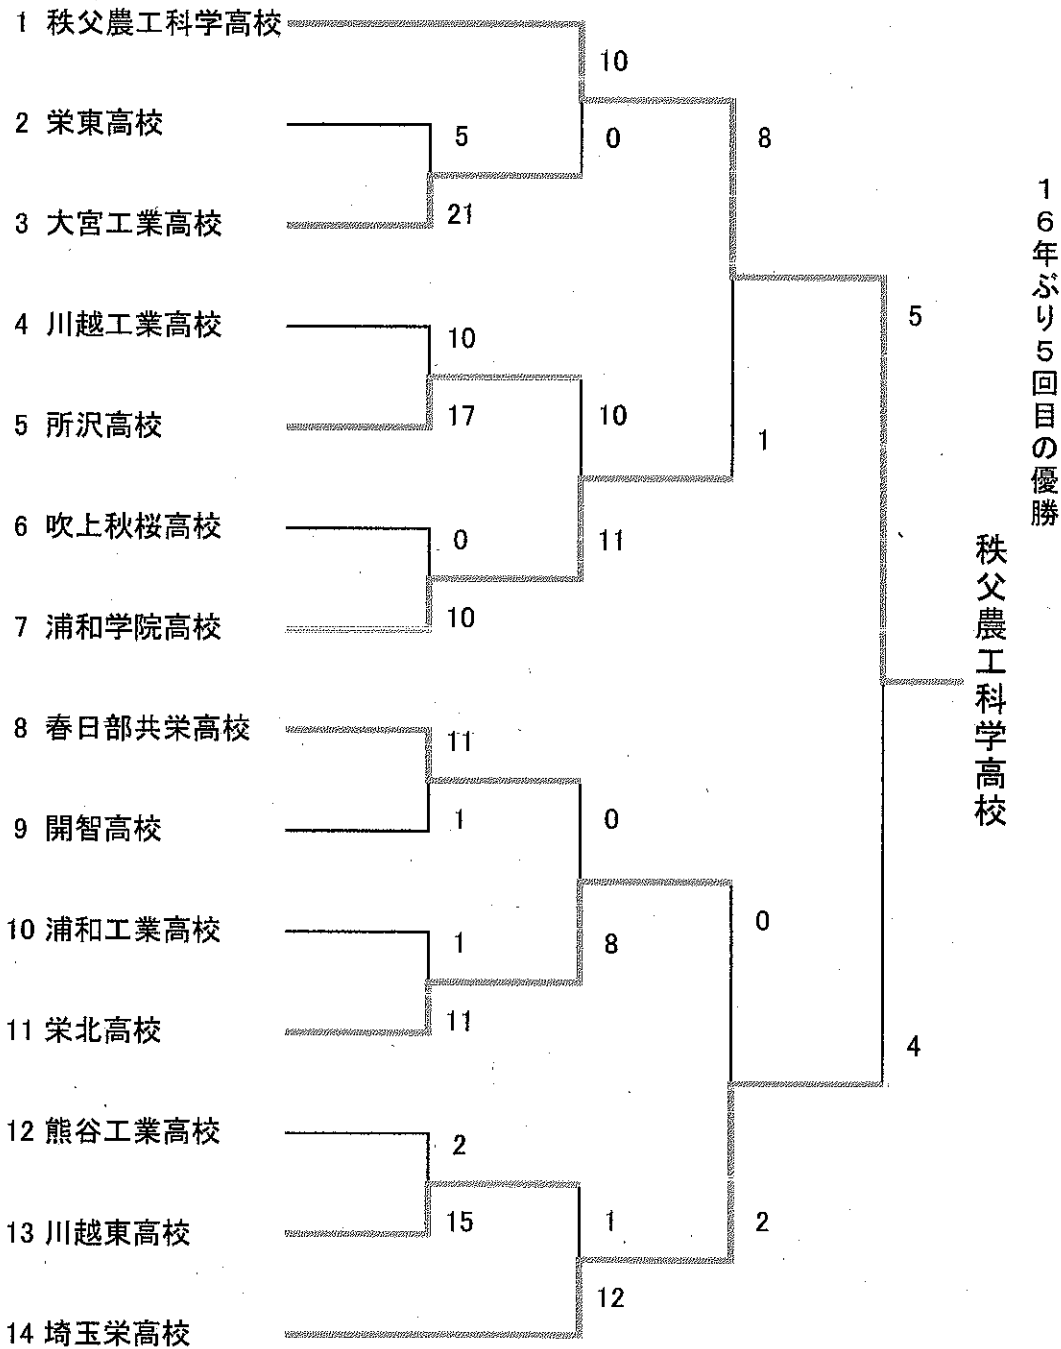 1 秩父農工科学高校
10
2 栄東高校
5
0
8
3 大宮工業高校
21
4 川越工業高校
10
5
5 所沢高校
17
10
1
6 吹上秋桜高校
0
11
7 浦和学院高校
10
8 春日部共栄高校
11
9 開智高校
1
0
10 浦和工業高校
1
8
0
11 栄北高校
11
4
12 熊谷工業高校
2
13 川越東高校
15
1
2
12
14 埼玉栄高校
秩父農工科学高校
16年ぶり5回目の優勝